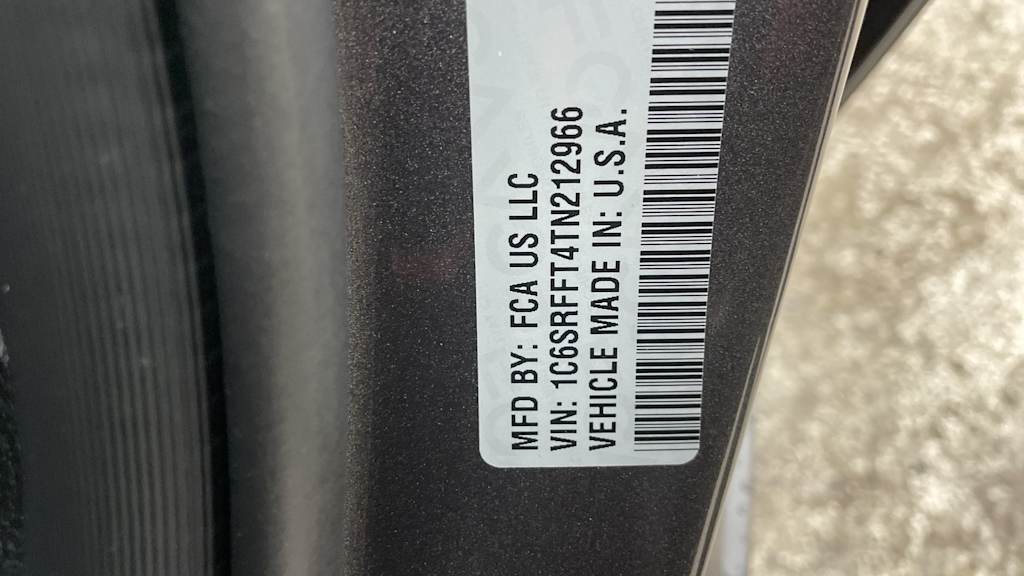 MFD BY: FCA US LLC
VIN: 1C6SRFFT4TN212966
VEHICLE MADE IN: U.S.A.